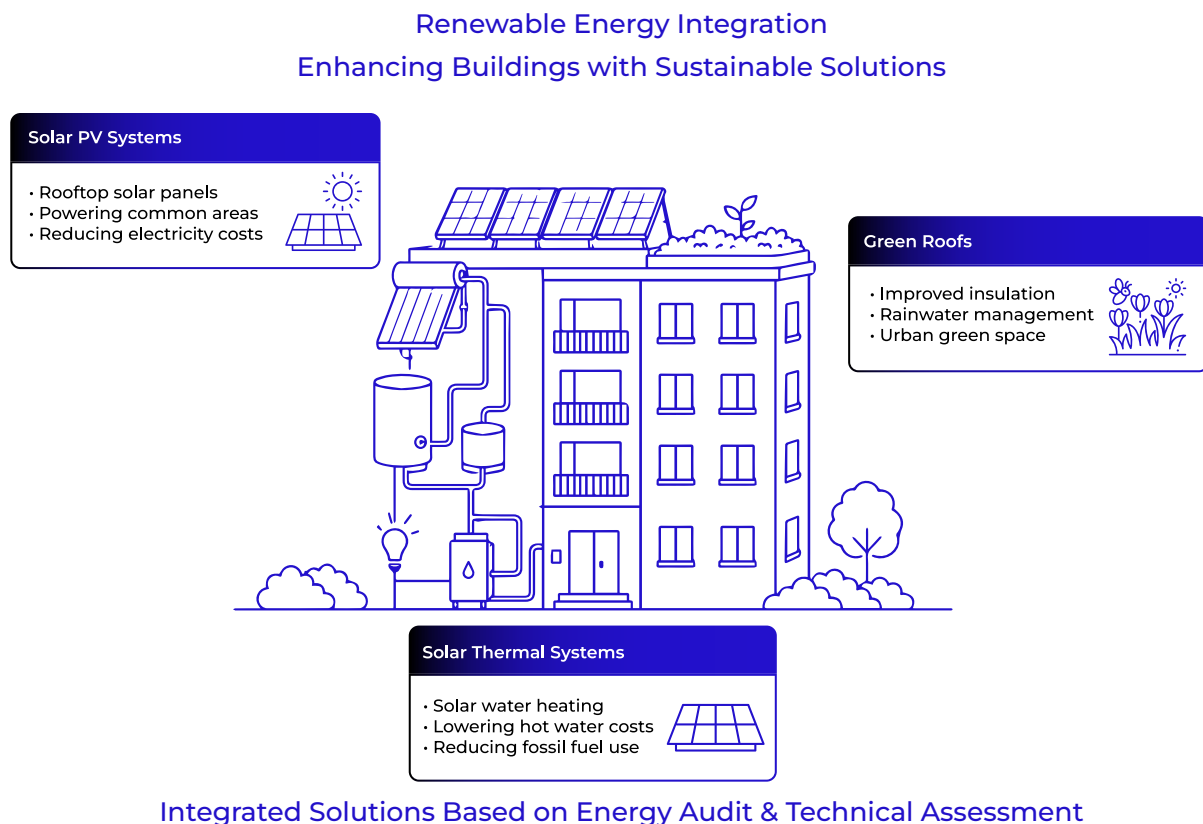 Renewable Energy Integration
Enhancing Buildings with Sustainable Solutions
Solar PV Systems
• Rooftop solar panels
• Powering common areas
• Reducing electricity costs
Green Roofs
• Improved insulation
• Rainwater management
• Urban green space
Solar Thermal Systems
• Solar water heating
• Lowering hot water costs
• Reducing fossil fuel use
Integrated Solutions Based on Energy Audit & Technical Assessment